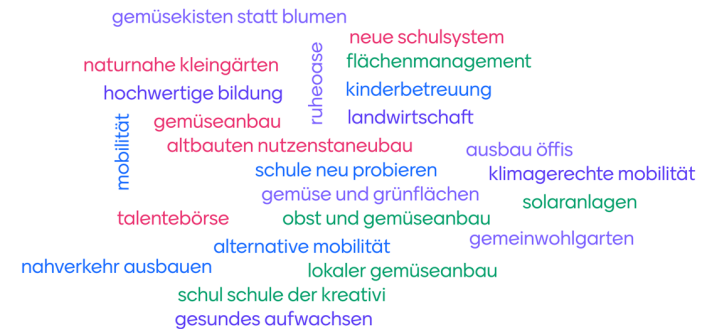 gemüsekisten statt blumen
neue schulsystem
flächenmanagement
naturnahe kleingärten
ruheoase
hochwertige bildung
kinderbetreuung
landwirtschaft
gemüseanbau
mobilität
altbauten nutzenstaneubau
ausbau öffis
schule neu probieren
klimagerechte mobilität
gemüse und grünflächen
solaranlagen
talentebörse
obst und gemüseanbau
gemeinwohlgarten
alternative mobilität
nahverkehr ausbauen
lokaler gemüseanbau
schul schule der kreativi
gesundes aufwachsen